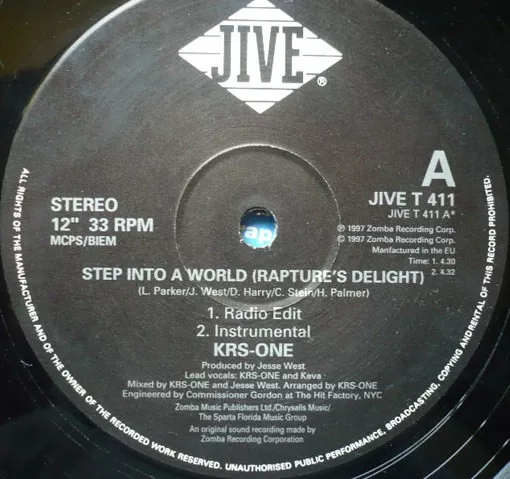 JIVE
®
A
STEREO
12" 33 RPM
MCPS/BIEM
JIVE T 411
JIVE T 411 A*
℗ 1997 Zomba Recording Corp.
© 1997 Zomba Recording Corp.
Manfactured in the EU
Time: 1. 4.30
2. 4.32
STEP INTO A WORLD (RAPTURE'S DELIGHT)
(L. Parker/J. West/D. Harry/C. Stein/H. Palmer)
1. Radio Edit
2. Instrumental
KRS-ONE
Produced by Jesse West
Lead vocals: KRS-ONE and Keva
Mixed by KRS-ONE and Jesse West. Arranged by KRS-ONE
Engineered by Commissioner Gordon at The Hit Factory, NYC
Zomba Music Publishers Ltd./Chrysalis Music/
The Sparta Florida Music Group
An original sound recording made by
Zomba Recording Corporation
ALL RIGHTS OF THE MANUFACTURER AND OF THE OWNER OF THE RECORDED WORK RESERVED. UNAUTHORISED PUBLIC PERFORMANCE, BROADCASTING, COPYING AND RENTAL OF THIS RECORD PROHIBITED.